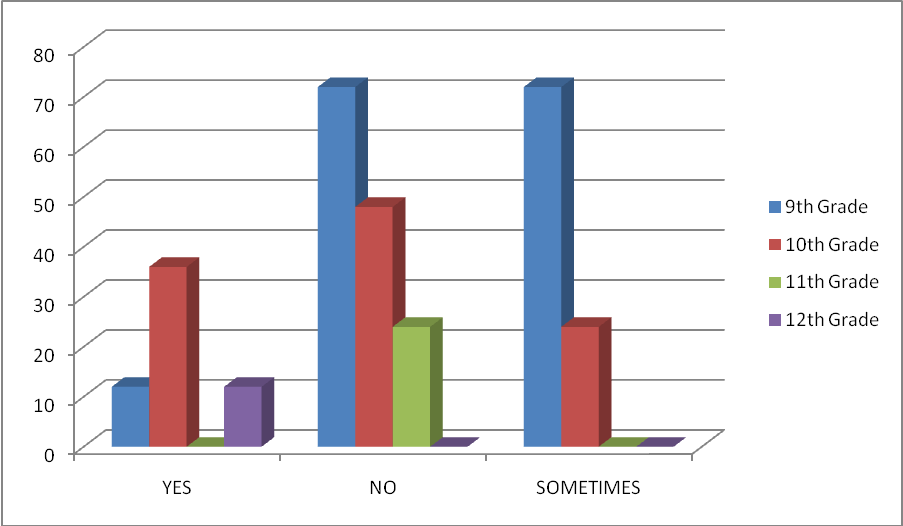 80
70
60
50
40
30
20
10
0
YES
NO
SOMETIMES
9th Grade
10th Grade
11th Grade
12th Grade